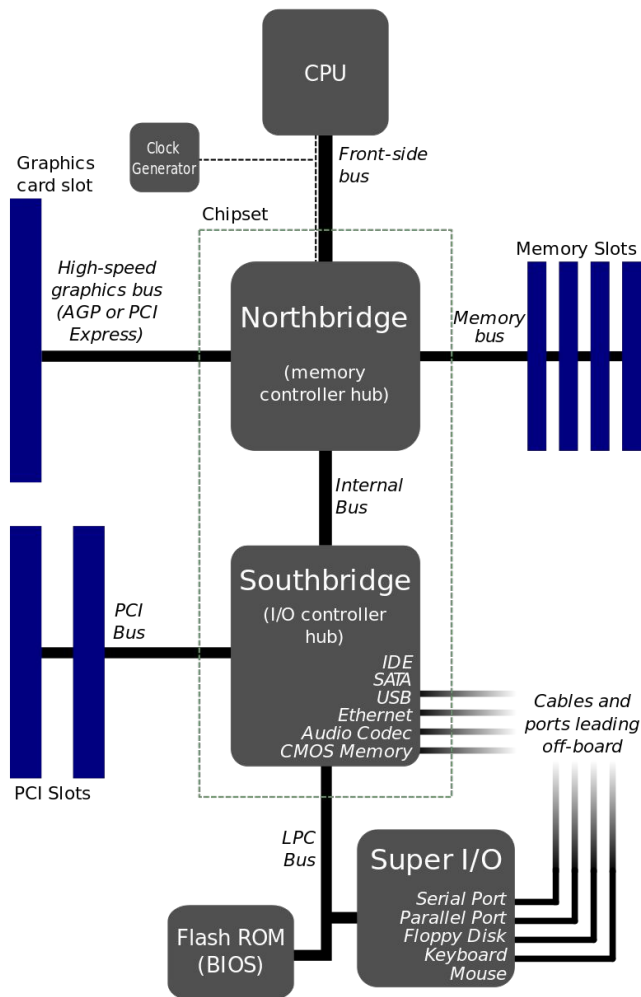 CPU
Clock
Generator
Front-side
bus
Graphics
card slot
Chipset
High-speed
graphics bus
(AGP or PCI
Express)
Northbridge
(memory
controller hub)
Memory Slots
Memory
bus
Internal
Bus
Southbridge
(I/O controller
hub)
PCI
Bus
IDE
SATA
USB
Ethernet
Audio Codec
CMOS Memory
Cables and
ports leading
off-board
PCI Slots
LPC
Bus
Super I/O
Serial Port
Parallel Port
Floppy Disk
Keyboard
Mouse
Flash ROM
(BIOS)